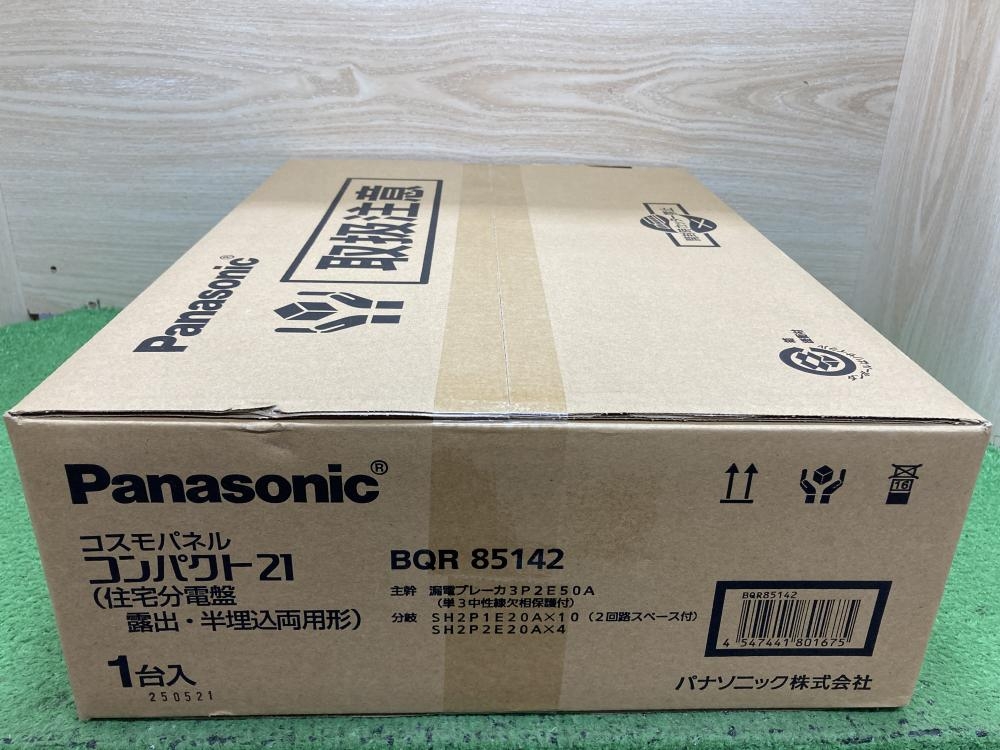 Panasonic®
取扱注意
Panasonic®
コスモパネル
コンパクト21
(住宅分電盤
露出・半埋込両用形)
1台入
250521
BQR 85142
主幹 漏電ブレーカ3P2E50A
(単3中性線欠相保護付)
分岐 SH2P1E20A×10(2回路スペース付)
SH2P2E20A×4
16
BQR85142
4 547441 801675
パナソニック株式会社